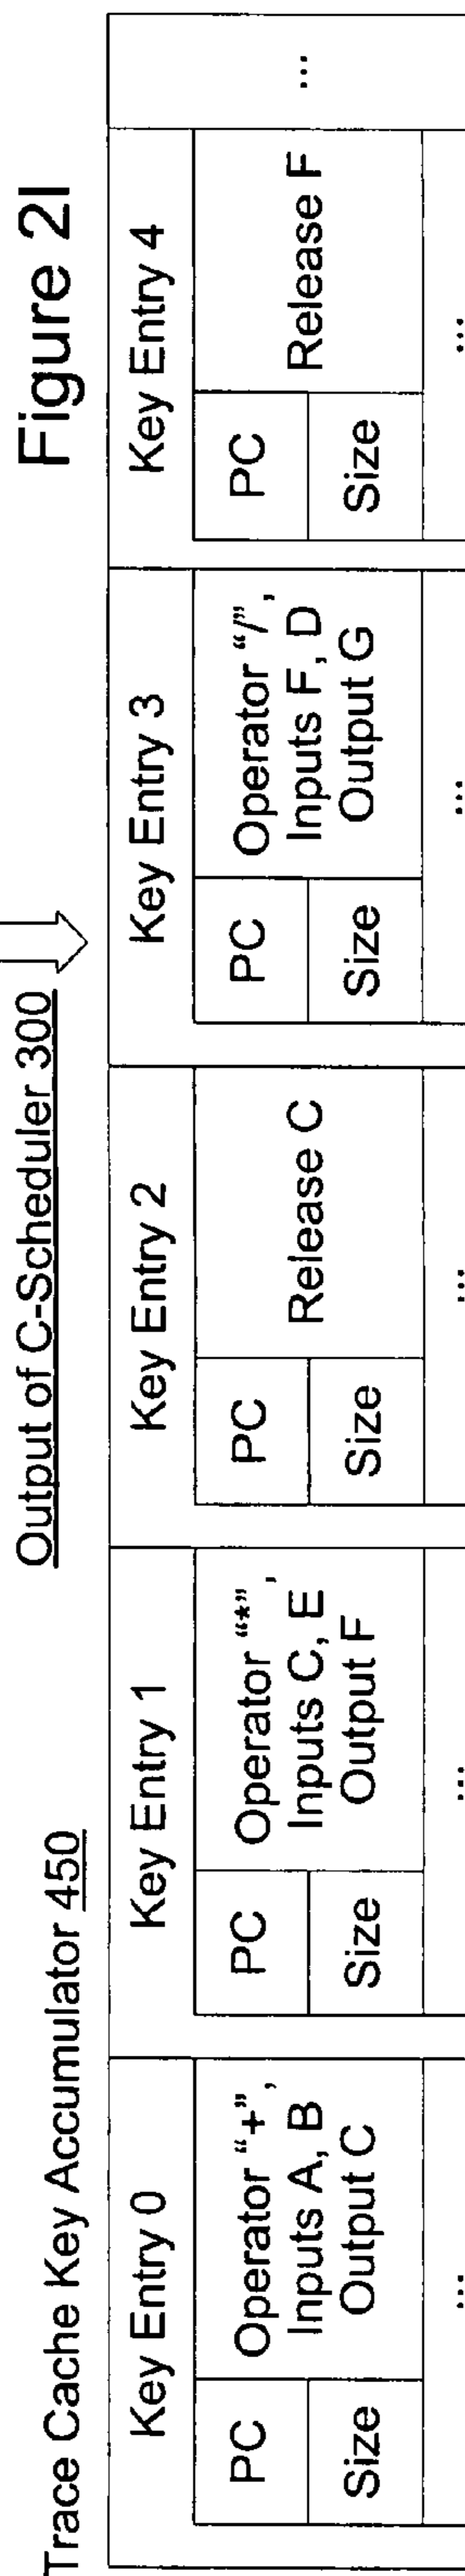 Figure 2I
Output of C-Scheduler 300
Trace Cache Key Accumulator 450
Key Entry 0
PC
Size
Operator “+”,
Inputs A, B
Output C
...
Key Entry 1
PC
Size
Operator “*”,
Inputs C, E
Output F
...
Key Entry 2
PC
Size
Release C
...
Key Entry 3
PC
Size
Operator “/”,
Inputs F, D
Output G
...
Key Entry 4
PC
Size
Release F
...
...